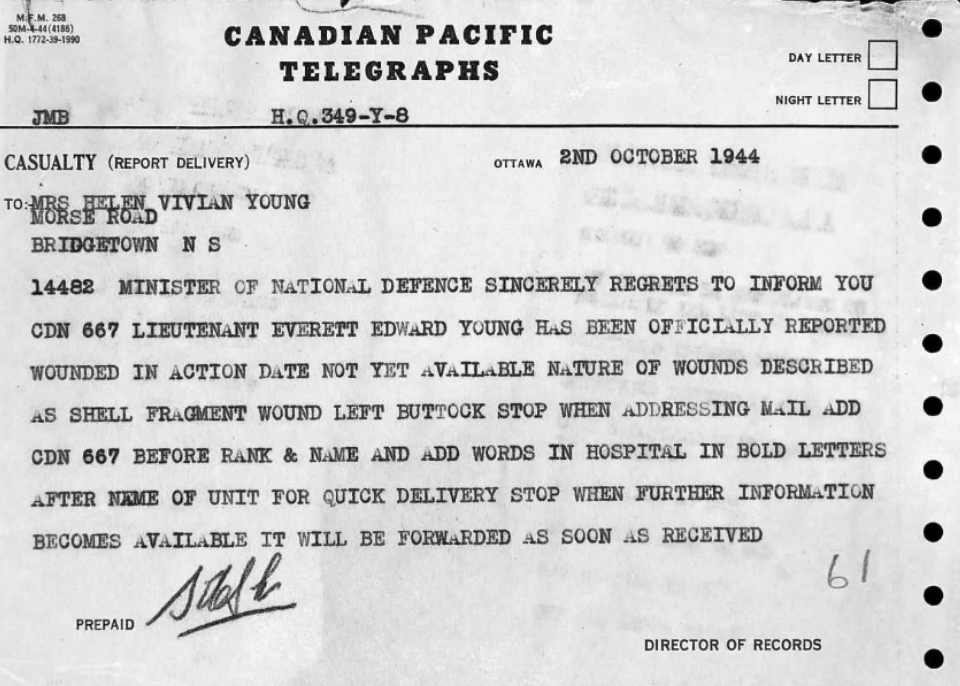 M.F.M. 268
50M-4-44 (4186)
H.Q. 1772-39-1990
CANADIAN PACIFIC
TELEGRAPHS
DAY LETTER
NIGHT LETTER
JMB H.Q.349-Y-8
CASUALTY (REPORT DELIVERY) OTTAWA 2ND OCTOBER 1944
TO: MRS HELEN VIVIAN YOUNG
MORSE ROAD
BRIDGETOWN N S
14482 MINISTER OF NATIONAL DEFENCE SINCERELY REGRETS TO INFORM YOU
CDN 667 LIEUTENANT EVERETT EDWARD YOUNG HAS BEEN OFFICIALLY REPORTED
WOUNDED IN ACTION DATE NOT YET AVAILABLE NATURE OF WOUNDS DESCRIBED
AS SHELL FRAGMENT WOUND LEFT BUTTOCK STOP WHEN ADDRESSING MAIL ADD
CDN 667 BEFORE RANK & NAME AND ADD WORDS IN HOSPITAL IN BOLD LETTERS
AFTER NAME OF UNIT FOR QUICK DELIVERY STOP WHEN FURTHER INFORMATION
BECOMES AVAILABLE IT WILL BE FORWARDED AS SOON AS RECEIVED
61
PREPAID
DIRECTOR OF RECORDS